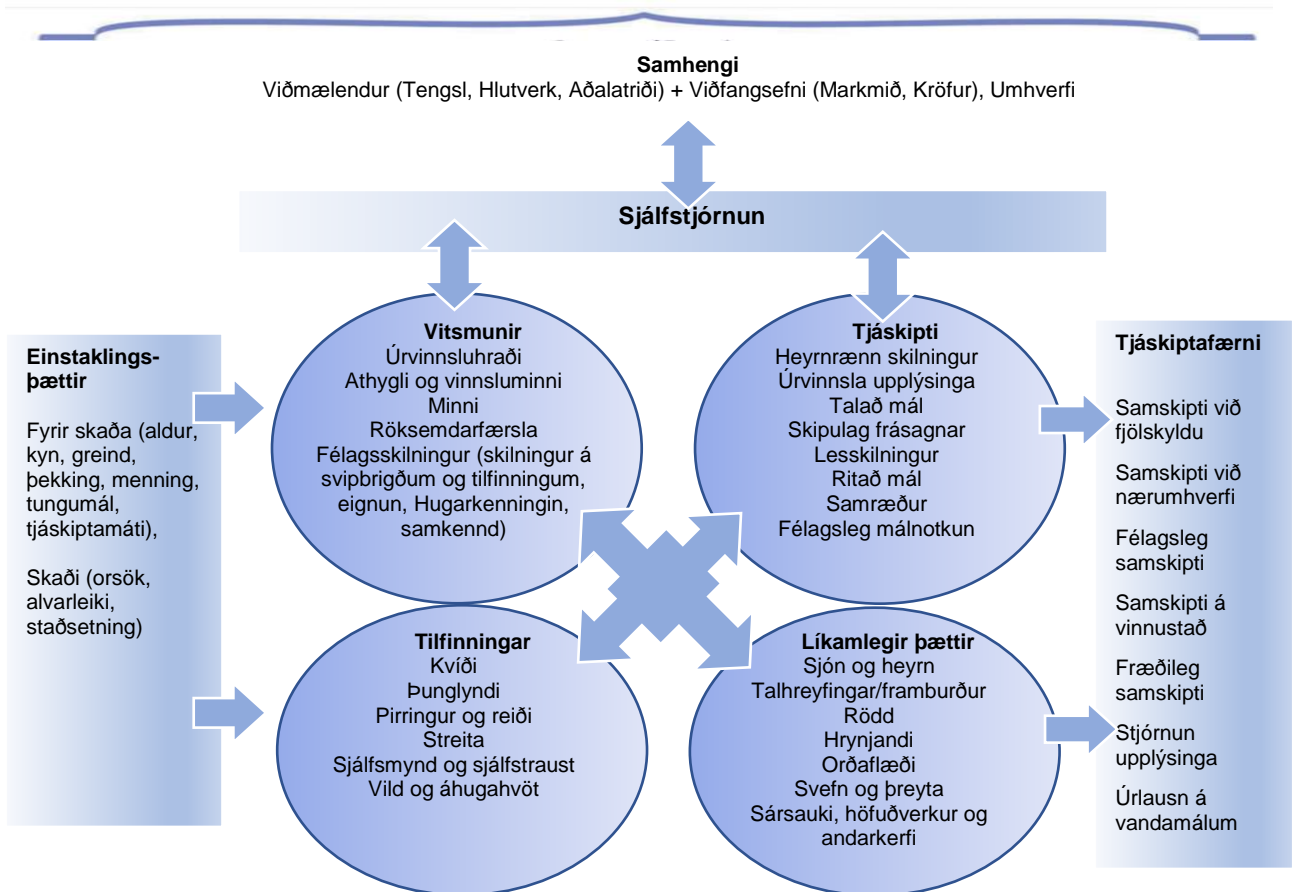 Samhengi
Viðmælendur (Tengsl, Hlutverk, Aðalatriði) + Viðfangsefni (Markmið, Kröfur), Umhverfi
Sjálfstjórnun
Einstaklings-
þættir
Fyrir skaða (aldur,
kyn, greind,
þekking, menning,
tungumál,
tjáskiptamáti),
Skaði (orsök,
alvarleiki,
staðsetning)
Vitsmunir
Úrvinnsluhraði
Athygli og vinnsluminni
Minni
Röksemdarfærsla
Félagsskilningur (skilningur á
svipbrigðum og tilfinningum,
eignun, Hugarkenningin,
samkennd)
Tjáskipti
Heyrnrænn skilningur
Úrvinnsla upplýsinga
Talað mál
Skipulag frásagnar
Lesskilningur
Ritað mál
Samræður
Félagsleg málnotkun
Tilfinningar
Kvíði
Þunglyndi
Pirringur og reiði
Streita
Sjálfsmynd og sjálfstraust
Vild og áhugahvöt
Líkamlegir þættir
Sjón og heyrn
Talhreyfingar/framburður
Rödd
Hrynjandi
Orðaflæði
Svefn og þreyta
Sársauki, höfuðverkur og
andarkerfi
Tjáskiptafærni
Samskipti við
fjölskyldu
Samskipti við
nærumhverfi
Félagsleg
samskipti
Samskipti á
vinnustað
Fræðileg
samskipti
Stjórnun
upplýsinga
Úrlausn á
vandamálum